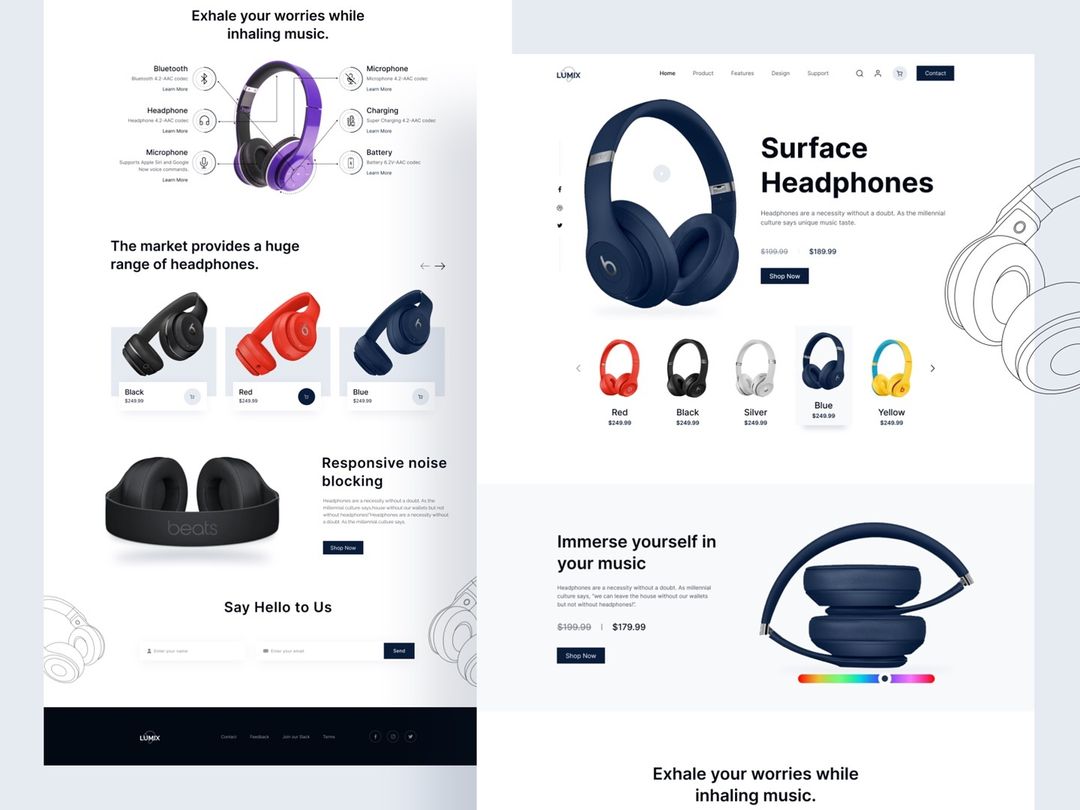 Exhale your worries while
inhaling music.
Bluetooth
Bluetooth 4.2-AAC codec
Learn More
Headphone
Headphone 4.2-AAC codec
Learn More
Microphone
Supports Apple Siri and Google
Now voice commands.
Learn More
Microphone
Microphone 4.2-AAC codec
Learn More
Charging
Super Charging 4.2-AAC codec
Learn More
Battery
Battery 6.2V-AAC codec
Learn More
The market provides a huge
range of headphones.
Black
$249.99
Red
$249.99
Blue
$249.99
beats
Responsive noise
blocking
Headphones are a necessity without a doubt. As the
millennial culture says,house without our wallets but not
without headphones!"Headphones are a necessity without
a doubt. As the millennial culture says,
Shop Now
Say Hello to Us
Enter your name
Enter your email
Send
LUMIX
Contact
Feedback
Join our Slack
Terms
LUMIX
Home
Product
Features
Design
Support
Contact
Surface
Headphones
Headphones are a necessity without a doubt. As the millennial
culture says unique music taste.
$199.99
$189.99
Shop Now
Red
$249.99
Black
$249.99
Silver
$249.99
Blue
$249.99
Yellow
$249.99
Immerse yourself in
your music
Headphones are a necessity without a doubt. As millennial
culture says, "we can leave the house without our wallets
but not without headphones!".
$199.99 | $179.99
Shop Now
Exhale your worries while
inhaling music.